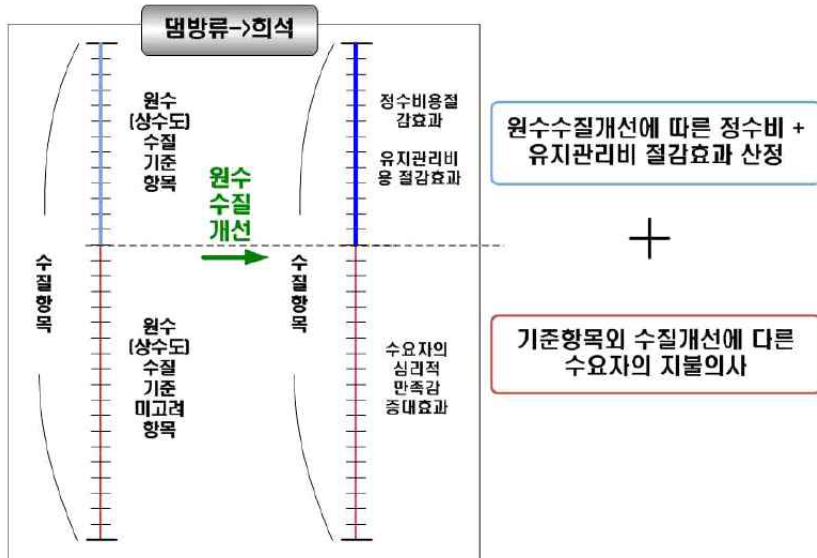 댐방류->희석
원수
(상수도)
수질
기준
항목
정수비용절
감효과
유지관리비
용 절감효과
원수
수질
개선
수질항목
수질항목
원수
(상수도)
수질
기준
미고려
항목
수요자의
심리적
만족감
증대효과
원수수질개선에 따른 정수비 +
유지관리비 절감효과 산정
+
기준항목외 수질개선에 다른
수요자의 지불의사